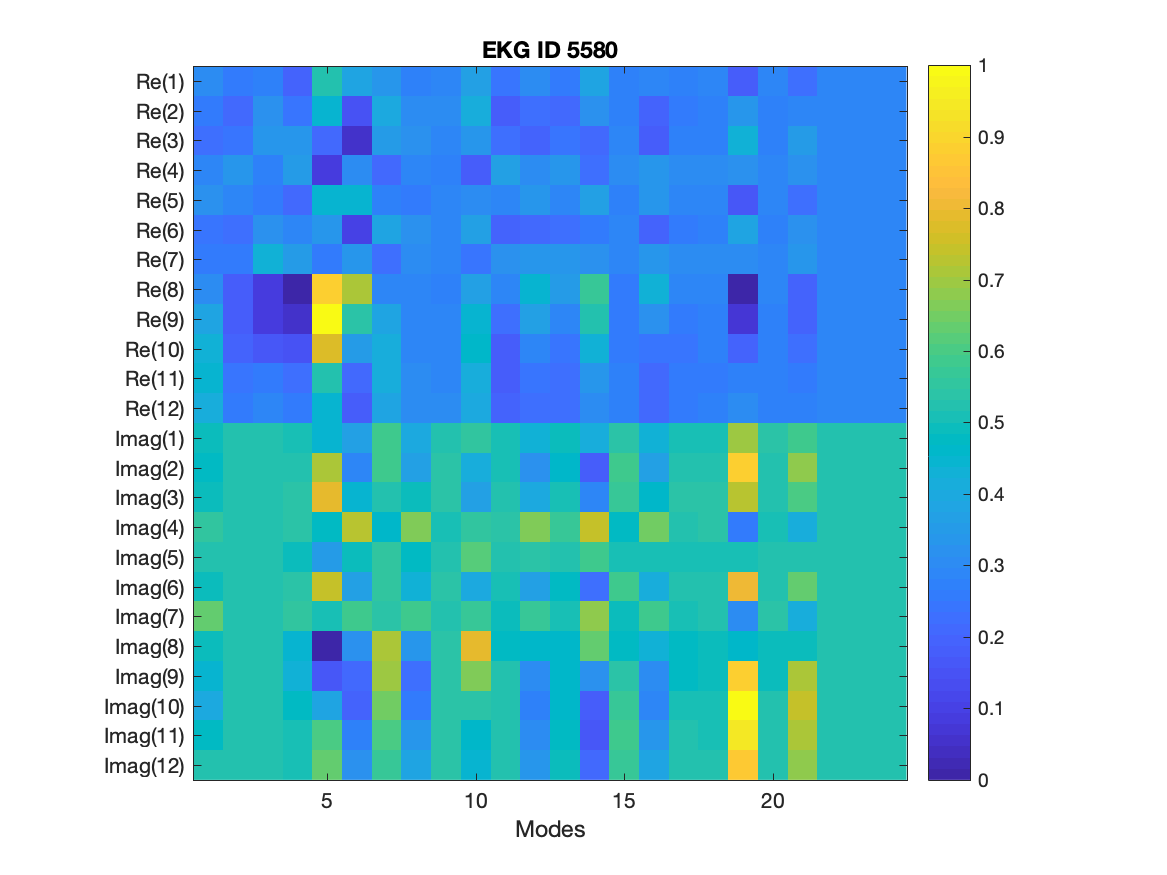 EKG ID 5580
Re(1)
Re(2)
Re(3)
Re(4)
Re(5)
Re(6)
Re(7)
Re(8)
Re(9)
Re(10)
Re(11)
Re(12)
Imag(1)
Imag(2)
Imag(3)
Imag(4)
Imag(5)
Imag(6)
Imag(7)
Imag(8)
Imag(9)
Imag(10)
Imag(11)
Imag(12)
5 10 15 20
Modes
1
0.9
0.8
0.7
0.6
0.5
0.4
0.3
0.2
0.1
0